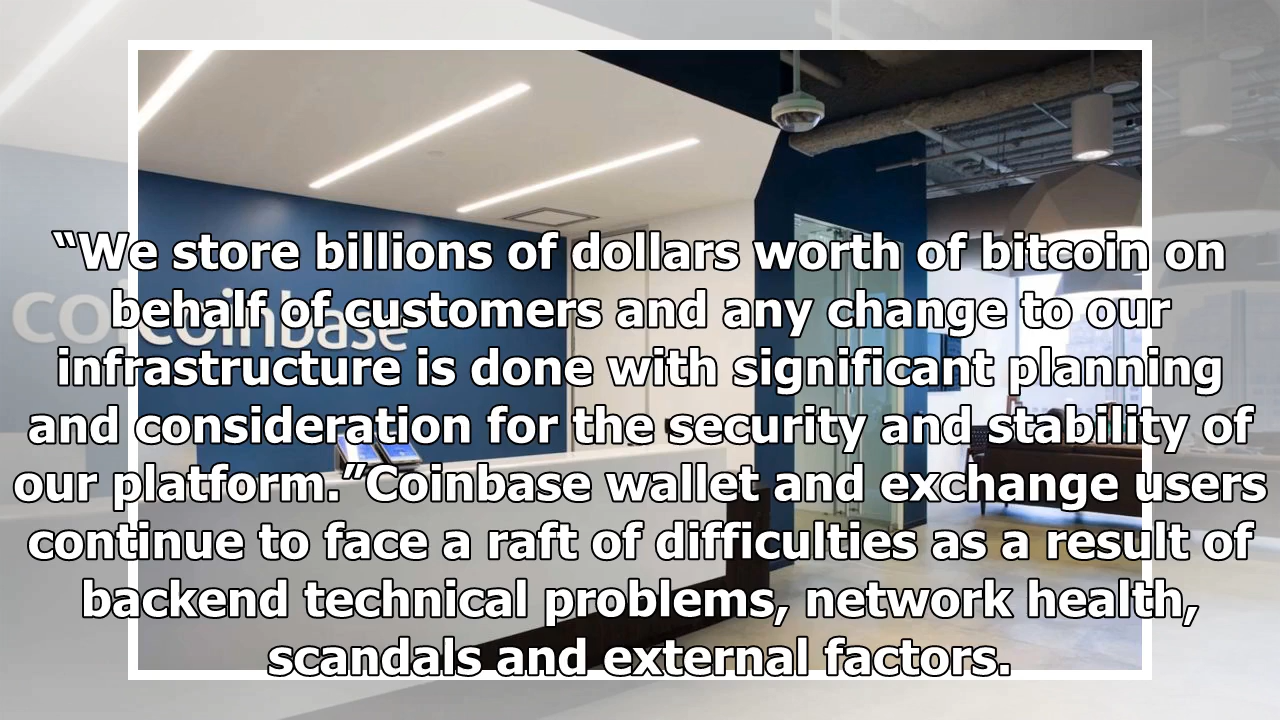 “We store billions of dollars worth of bitcoin on
behalf of customers and any change to our
infrastructure is done with significant planning
and consideration for the security and stability of
our platform.”Coinbase wallet and exchange users
continue to face a raft of difficulties as a result of
backend technical problems, network health,
scandals and external factors.
co
coinbase